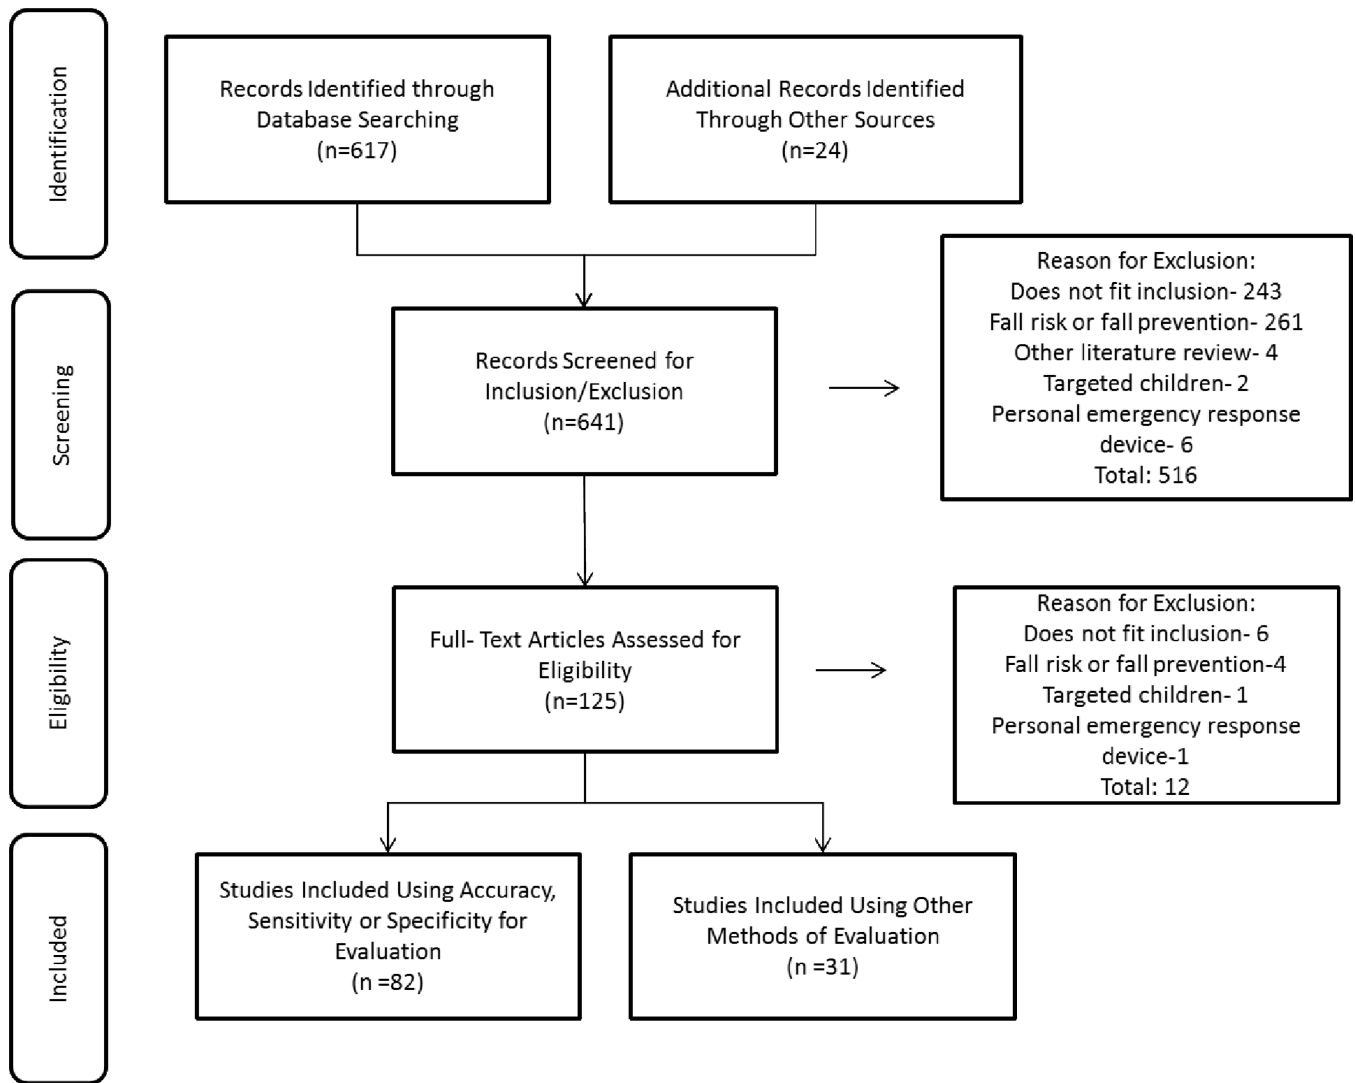 Identification
Records Identified through
Database Searching
(n=617)
Additional Records Identified
Through Other Sources
(n=24)
Screening
Records Screened for
Inclusion/Exclusion
(n=641)
Reason for Exclusion:
Does not fit inclusion- 243
Fall risk or fall prevention- 261
Other literature review- 4
Targeted children- 2
Personal emergency response
device- 6
Total: 516
Eligibility
Full- Text Articles Assessed for
Eligibility
(n=125)
Reason for Exclusion:
Does not fit inclusion- 6
Fall risk or fall prevention-4
Targeted children- 1
Personal emergency response
device-1
Total: 12
Included
Studies Included Using Accuracy,
Sensitivity or Specificity for
Evaluation
(n =82)
Studies Included Using Other
Methods of Evaluation
(n =31)